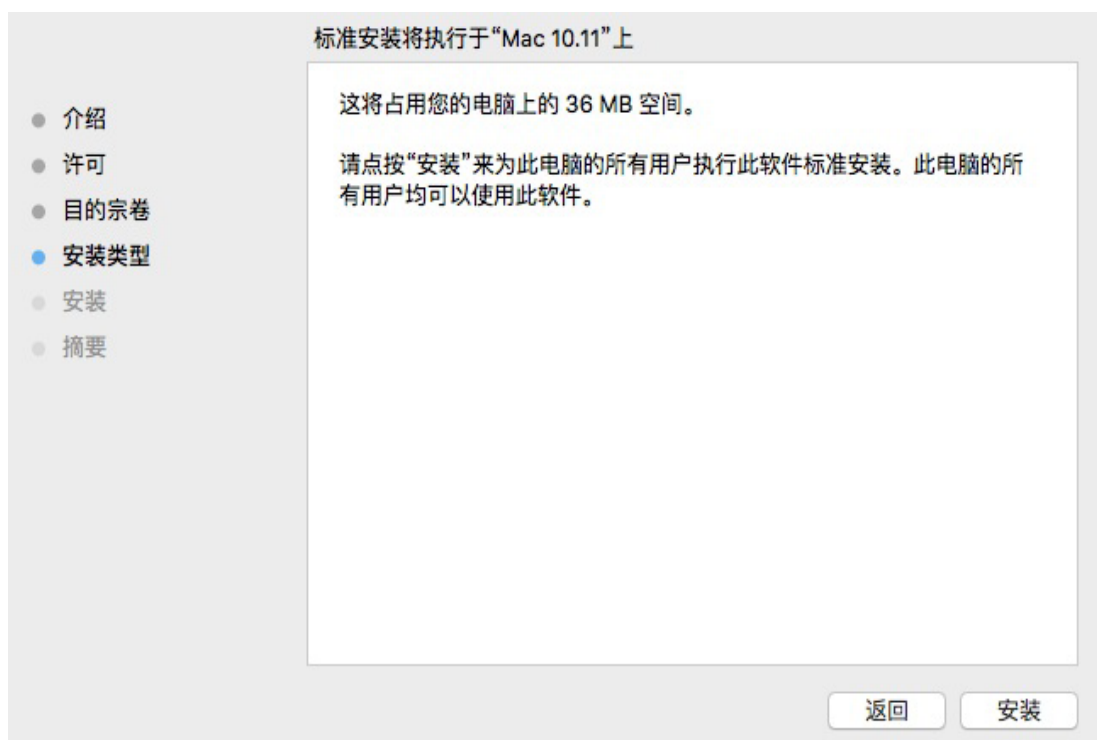 标准安装将执行于“Mac 10.11”上
这将占用您的电脑上的 36 MB 空间。
请点按“安装”来为此电脑的所有用户执行此软件标准安装。此电脑的所
有用户均可以使用此软件。
介绍
许可
目的宗卷
安装类型
安装
摘要
返回
安装